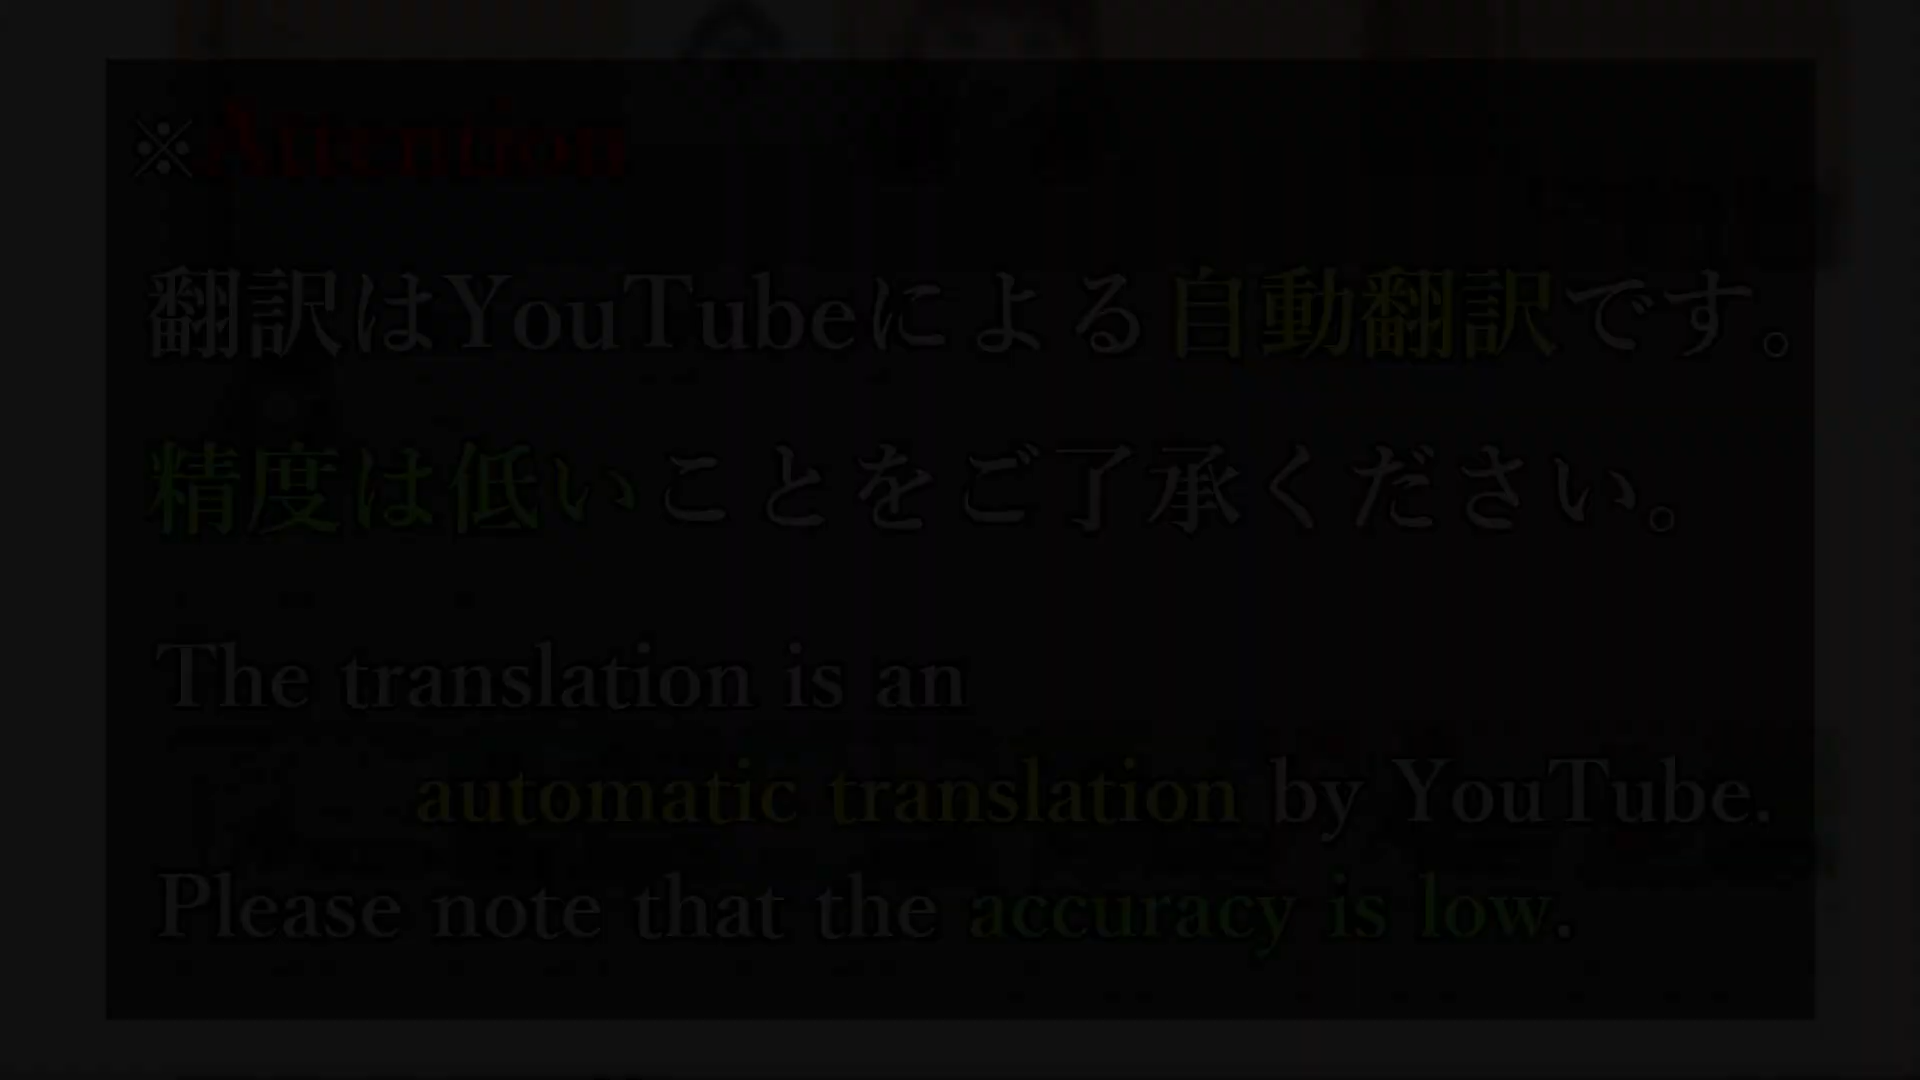 ※Attention
翻訳はYouTubeによる自動翻訳です。
精度は低いことをご了承ください。
The translation is an
automatic translation by YouTube.
Please note that the accuracy is low.